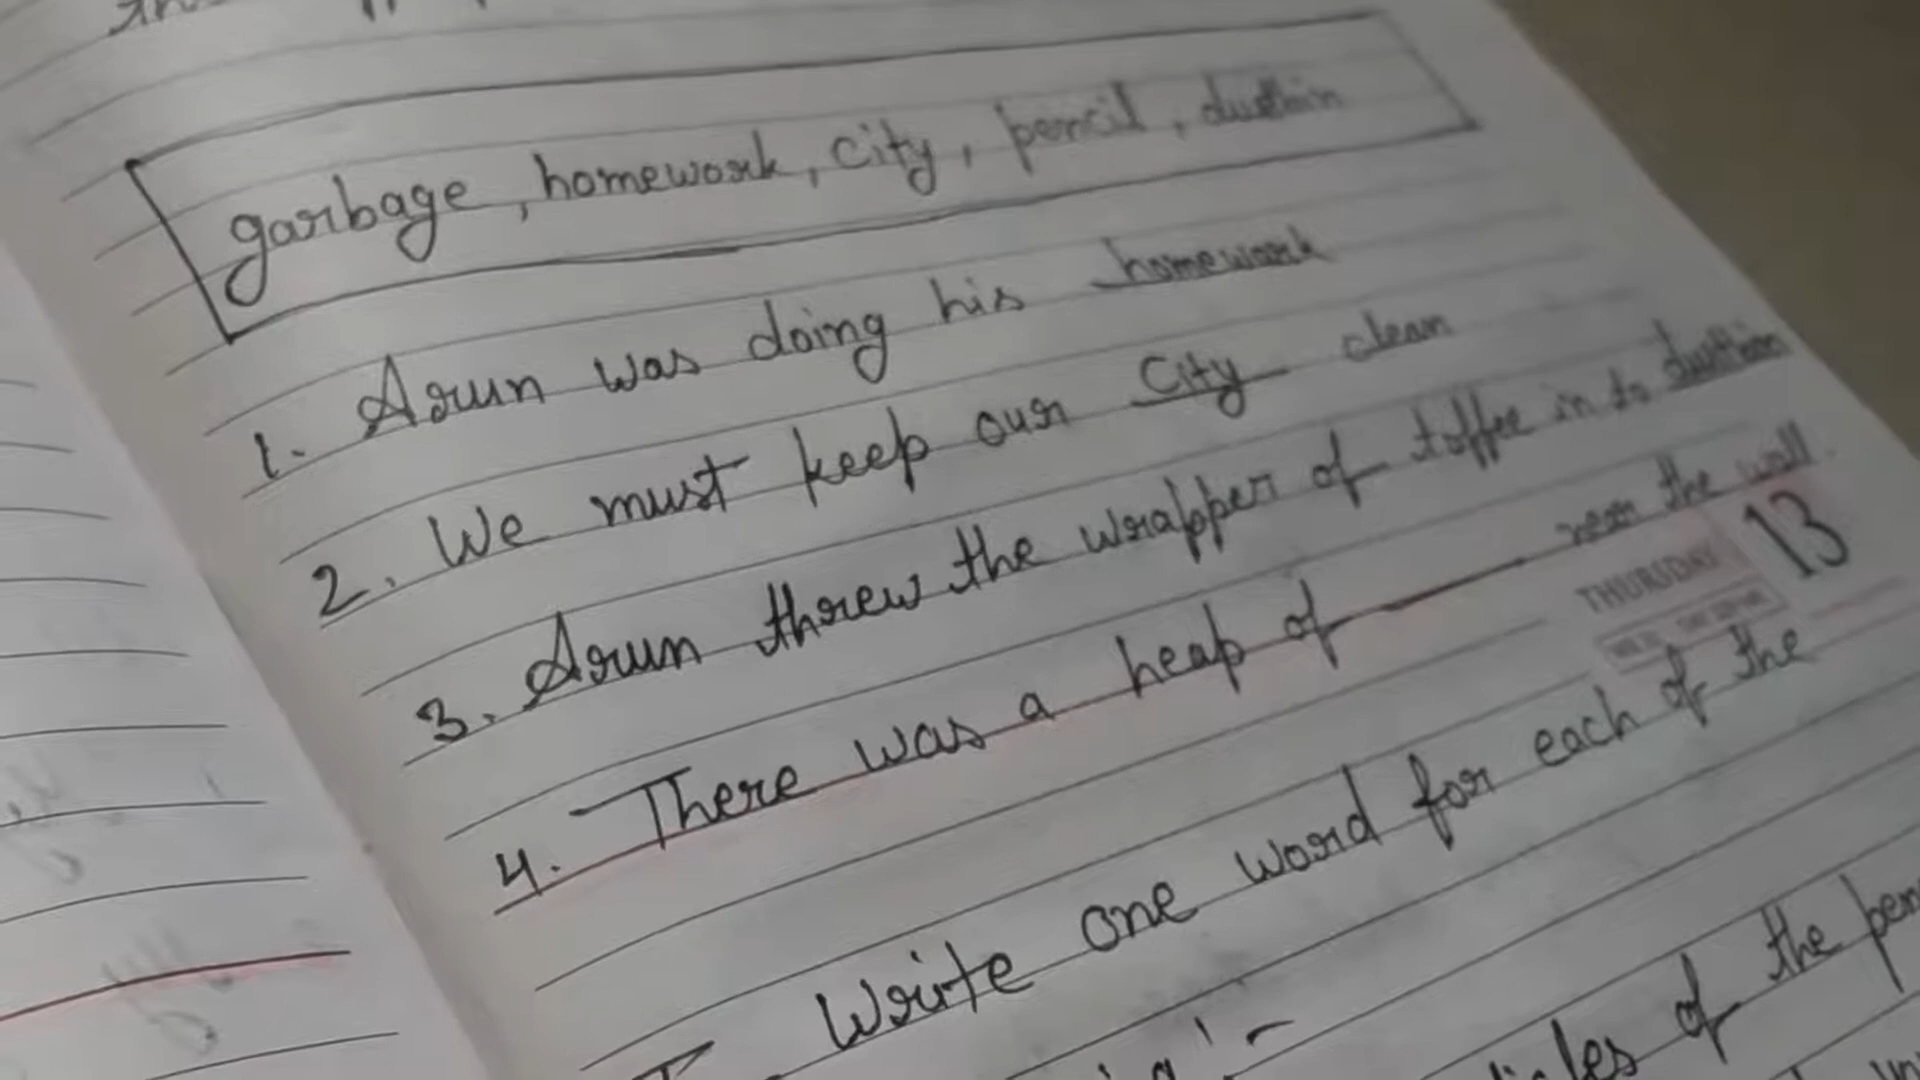 garbage, homework, city, pencil, dustbin
1. Arun was doing his homework
2. We must keep our City clean
3. Arun threw the wrapper of toffee in to dustbin
4. There was a heap of ——— near the wall.
THURSDAY 13
Write one word for each of the
of the pen